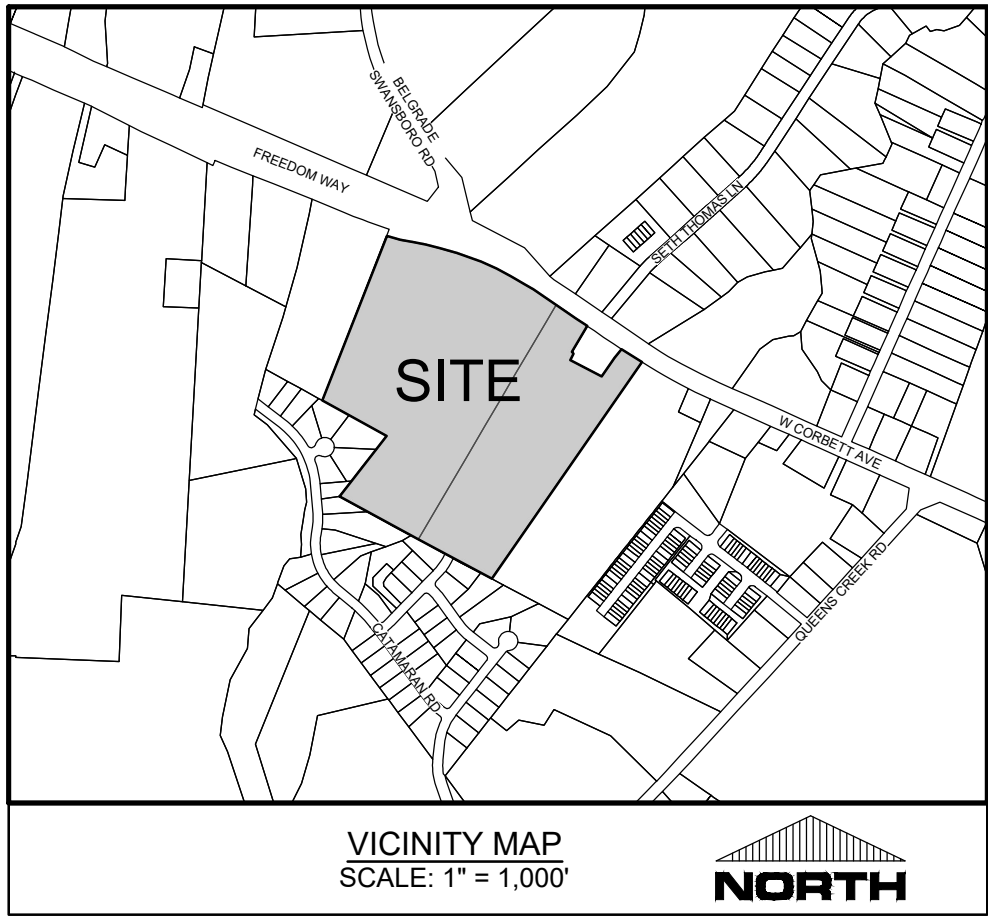 BELGRADE
SWANSBORO RD
FREEDOM WAY
SETH THOMAS LN
SITE
W CORBETT AVE
QUEENS CREEK RD
CATAMARAN RD
VICINITY MAP
SCALE: 1" = 1,000'
NORTH